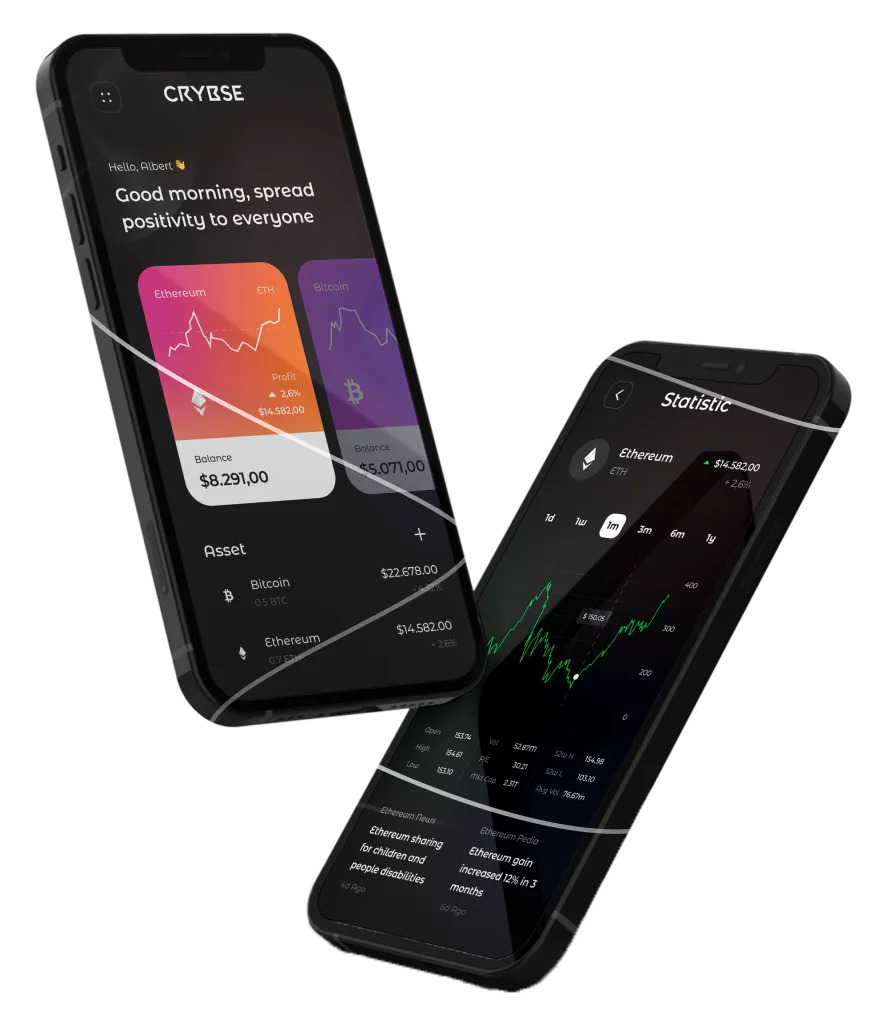 CRYBSE
Hello, Albert 👋
Good morning, spread
positivity to everyone
Ethereum ETH
Profit
▲ 2,6%
$14.582,00
Balance
$8.291,00
Bitcoin
Balance
$5.071,00
Asset +
Bitcoin $22.678.00
0.5 BTC
Ethereum $14.582.00
0.7 ETH + 2,6%
Statistic
Ethereum ▲ $14.582,00
ETH + 2,6%
1d 1w 1m 3m 6m 1y
400
$ 150.05
300
200
0
Open 153.74 Vol 52.87M 52w H 154.98
High 154.61 P/E 30.21 52w L 103.10
Low 153.10 Mkt Cap 2.31T Avg Vol 76.67m
Ethereum News
Ethereum sharing
for children and
people disabilities
4d Ago
Ethereum Pedia
Ethereum gain
increased 12% in 3
months
6d Ago